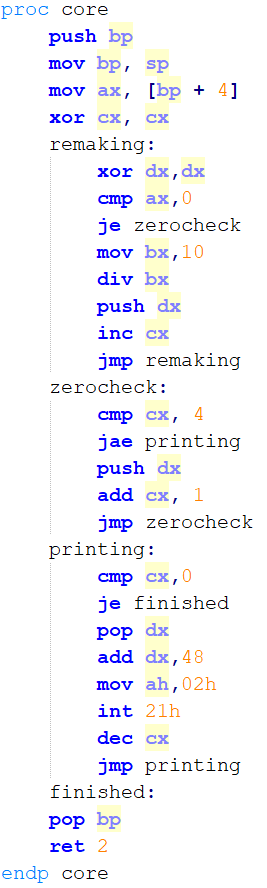 proc core
push bp
mov bp, sp
mov ax, [bp + 4]
xor cx, cx
remaking:
xor dx,dx
cmp ax,0
je zerocheck
mov bx,10
div bx
push dx
inc cx
jmp remaking
zerocheck:
cmp cx, 4
jae printing
push dx
add cx, 1
jmp zerocheck
printing:
cmp cx,0
je finished
pop dx
add dx,48
mov ah,02h
int 21h
dec cx
jmp printing
finished:
pop bp
ret 2
endp core